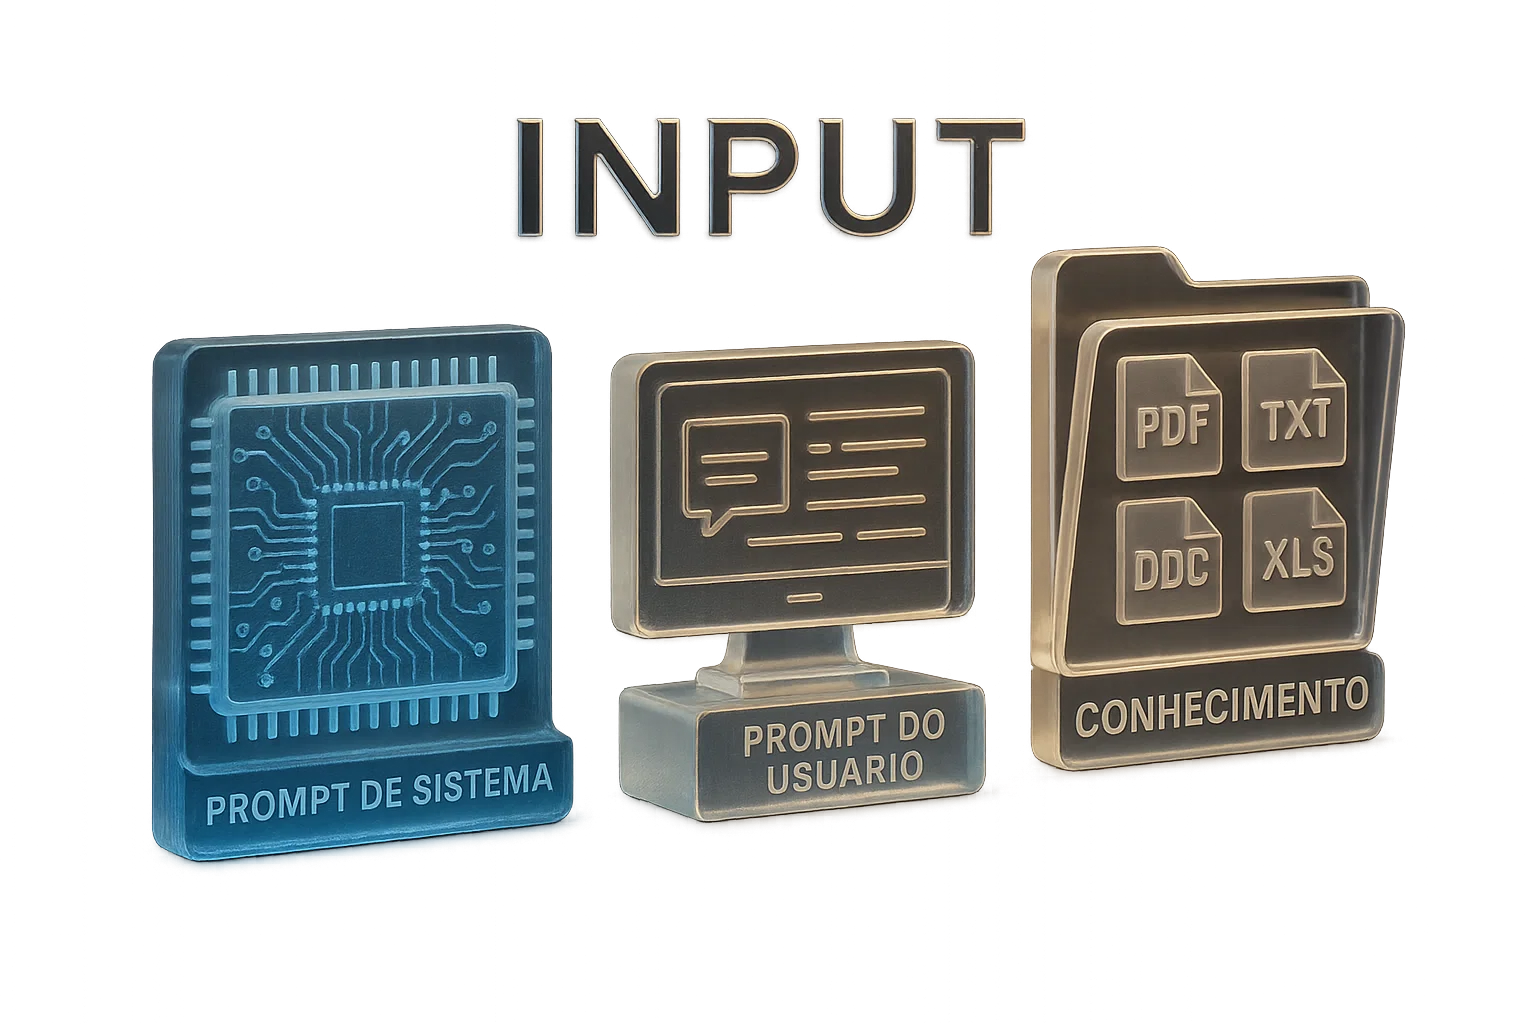 INPUT
PROMPT DE SISTEMA
PROMPT DO
USUARIO
PDF
TXT
DDC
XLS
CONHECIMENTO